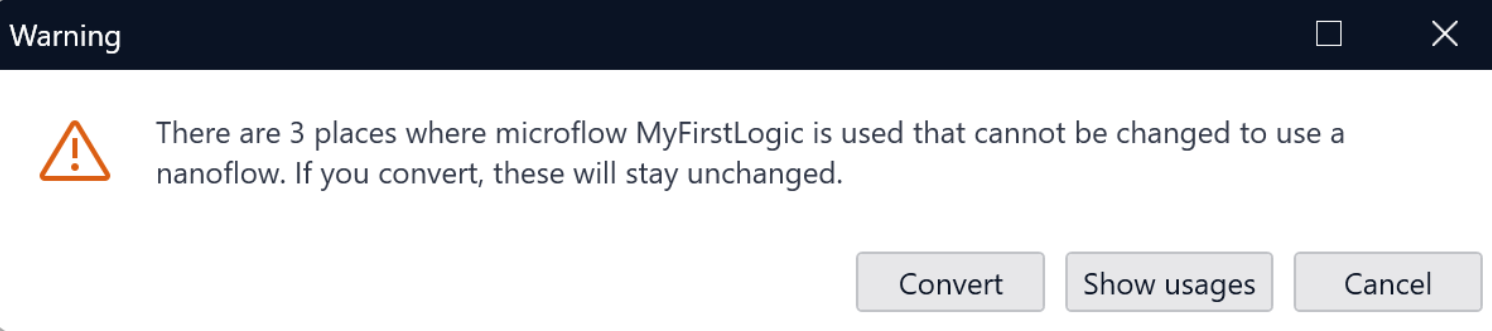 Warning
There are 3 places where microflow MyFirstLogic is used that cannot be changed to use a
nanoflow. If you convert, these will stay unchanged.
Convert Show usages Cancel